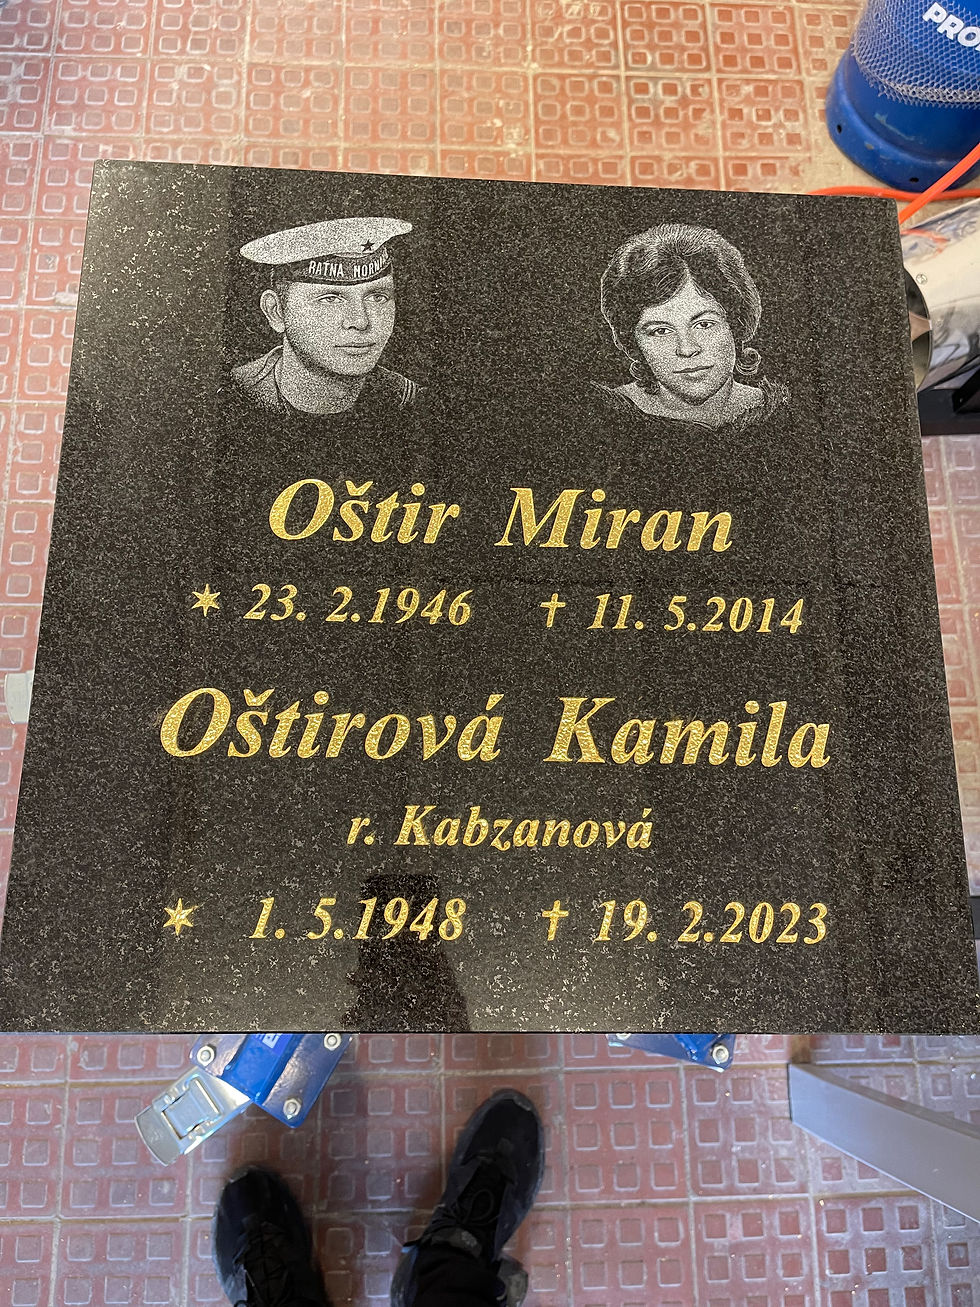 RATNA MORNAR
Oštir Miran
✶ 23. 2.1946 ✝ 11. 5.2014
Oštirová Kamila
r. Kabzanová
✶ 1. 5.1948 ✝ 19. 2.2023